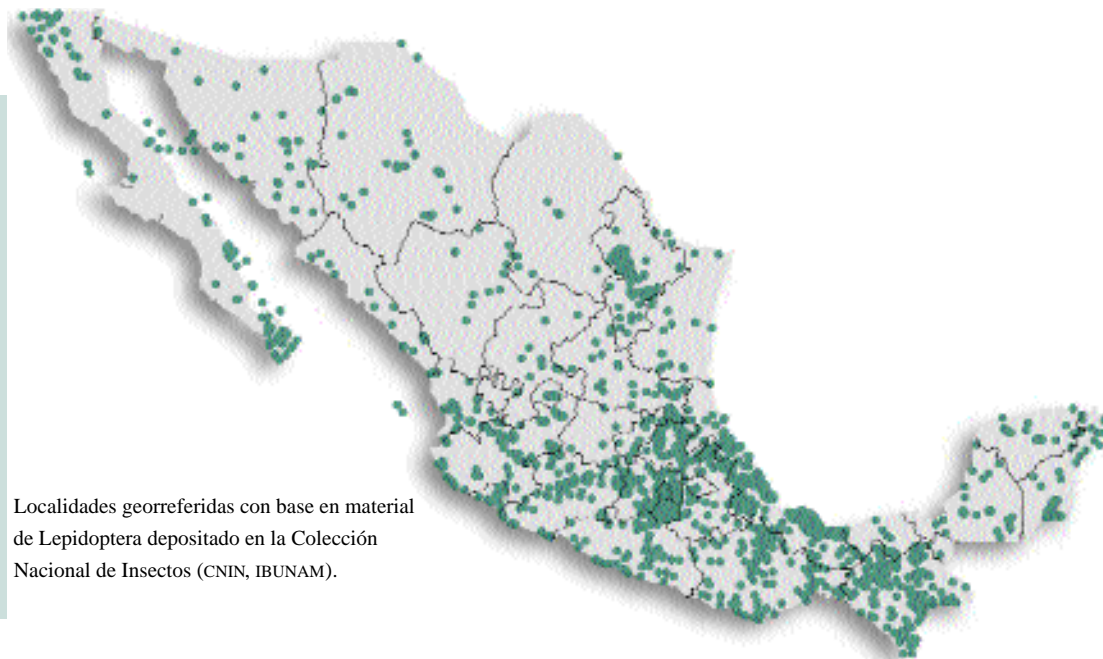 Localidades georreferidas con base en material
de Lepidoptera depositado en la Colección
Nacional de Insectos (CNIN, IBUNAM).